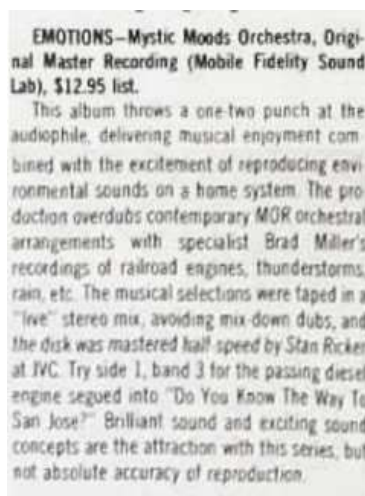 EMOTIONS—Mystic Moods Orchestra, Origi-
nal Master Recording (Mobile Fidelity Sound
Lab), $12.95 list.
This album throws a one-two punch at the
audiophile, delivering musical enjoyment com
bined with the excitement of reproducing envi
ronmental sounds on a home system. The pro
duction overdubs contemporary MOR orchestral
arrangements with specialist Brad Miller's
recordings of railroad engines, thunderstorms,
rain, etc. The musical selections were taped in a
"live" stereo mix, avoiding mix-down dubs, and
the disk was mastered half speed by Stan Ricker
at JVC. Try side 1, band 3 for the passing diesel
engine segued into "Do You Know The Way To
San Jose?" Brilliant sound and exciting sound
concepts are the attraction with this series, but
not absolute accuracy of reproduction.